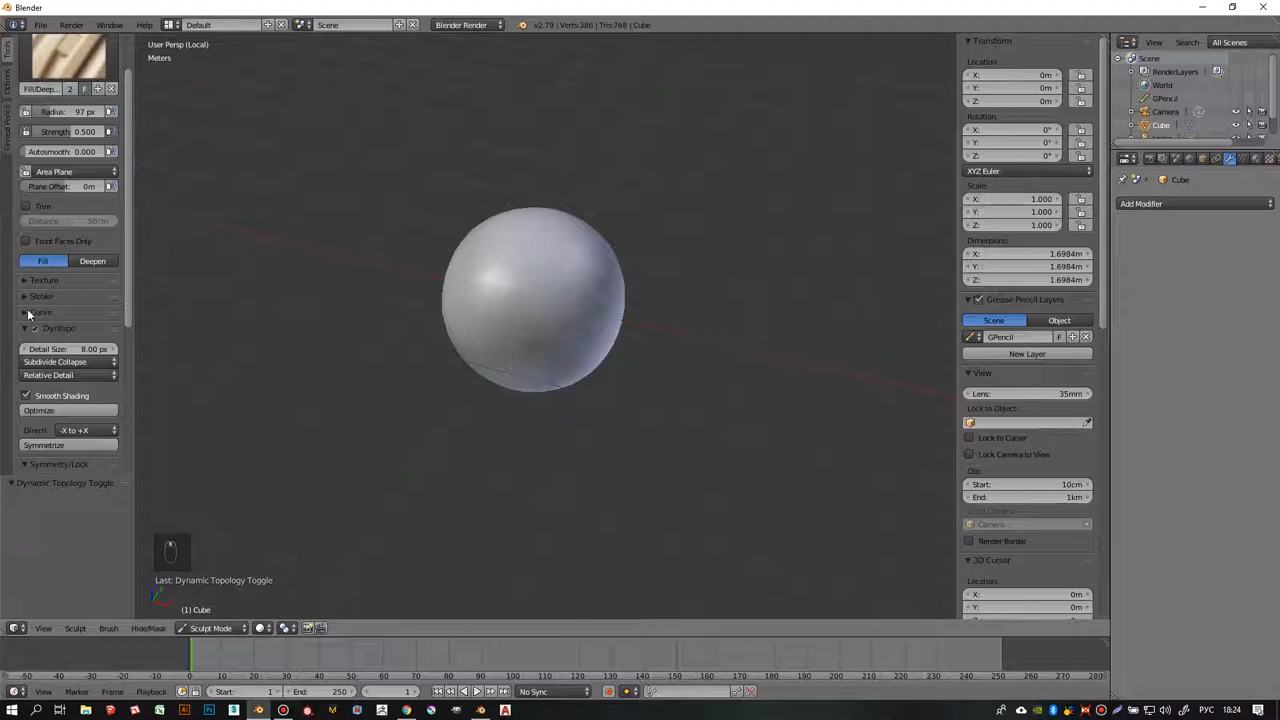 Blender
File Render Window Help Default Scene Blender Render v2.79 | Verts:386 | Tris:768 | Cube
User Persp (Local)
Meters
Tools
Options
Grease Pencil
Fill/Deep... 2 F
Radius: 97 px
Strength: 0.500
Autosmooth: 0.000
Area Plane
Plane Offset: 0m
Trim
Distance: 50cm
Front Faces Only
Fill Deepen
Texture
Stroke
Curve
Dyntopo
Detail Size: 8.00 px
Subdivide Collapse
Relative Detail
Smooth Shading
Optimize
Directi -X to +X
Symmetrize
Symmetry/Lock
Dynamic Topology Toggle
Last: Dynamic Topology Toggle
(1) Cube
Transform
Location:
X: 0m
Y: 0m
Z: 0m
Rotation:
X: 0°
Y: 0°
Z: 0°
XYZ Euler
Scale:
X: 1.000
Y: 1.000
Z: 1.000
Dimensions:
X: 1.6984m
Y: 1.6984m
Z: 1.6984m
Grease Pencil Layers
Scene Object
GPencil F
New Layer
View
Lens: 35mm
Lock to Object:
Lock to Cursor
Lock Camera to View
Clip:
Start: 10cm
End: 1km
Camera...
Render Border
3D Cursor
Location:
X: 0m
View Search All Scenes
Scene
RenderLayers
World
GPencil
Camera
Cube
Cube
Add Modifier
View Sculpt Brush Hide/Mask Sculpt Mode
-50 -40 -30 -20 -10 0 10 20 30 40 50 60 70 80 90 100 110 120 130 140 150 160 170 180 190 200 210 220 230 240 250 260 270 280
View Marker Frame Playback Start: 1 End: 250 1 No Sync
РУС 18:24